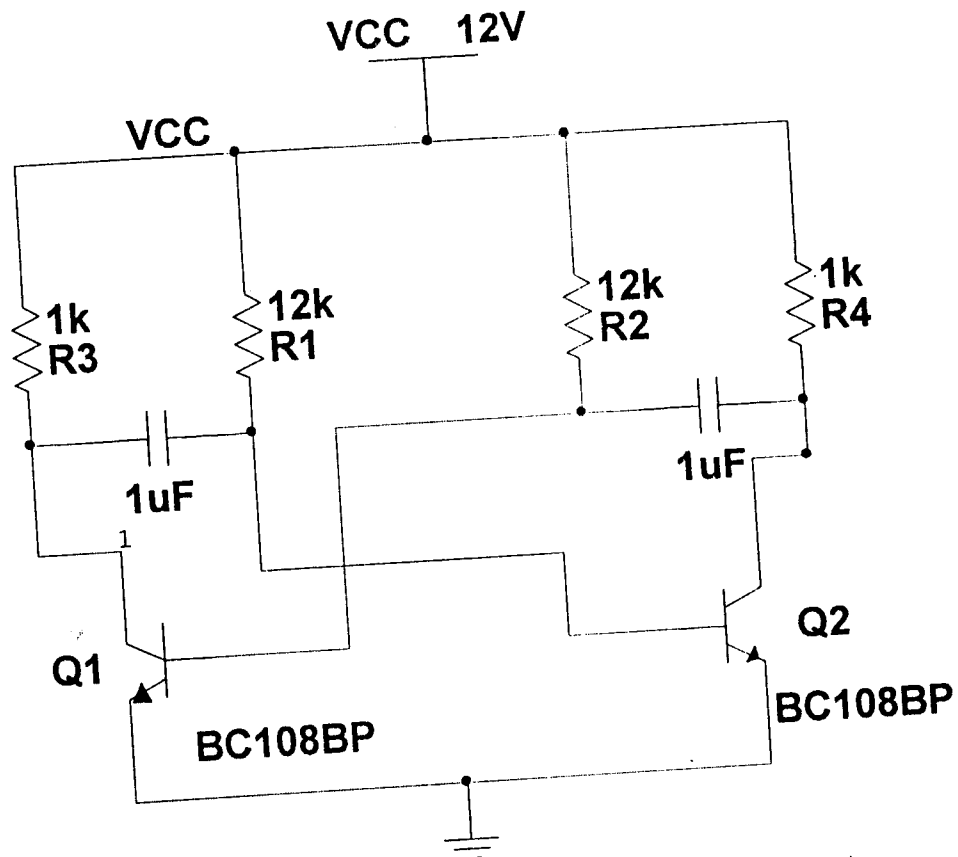 VCC 12V
VCC
1k
R3
12k
R1
12k
R2
1k
R4
1uF
1uF
1
Q1
BC108BP
Q2
BC108BP